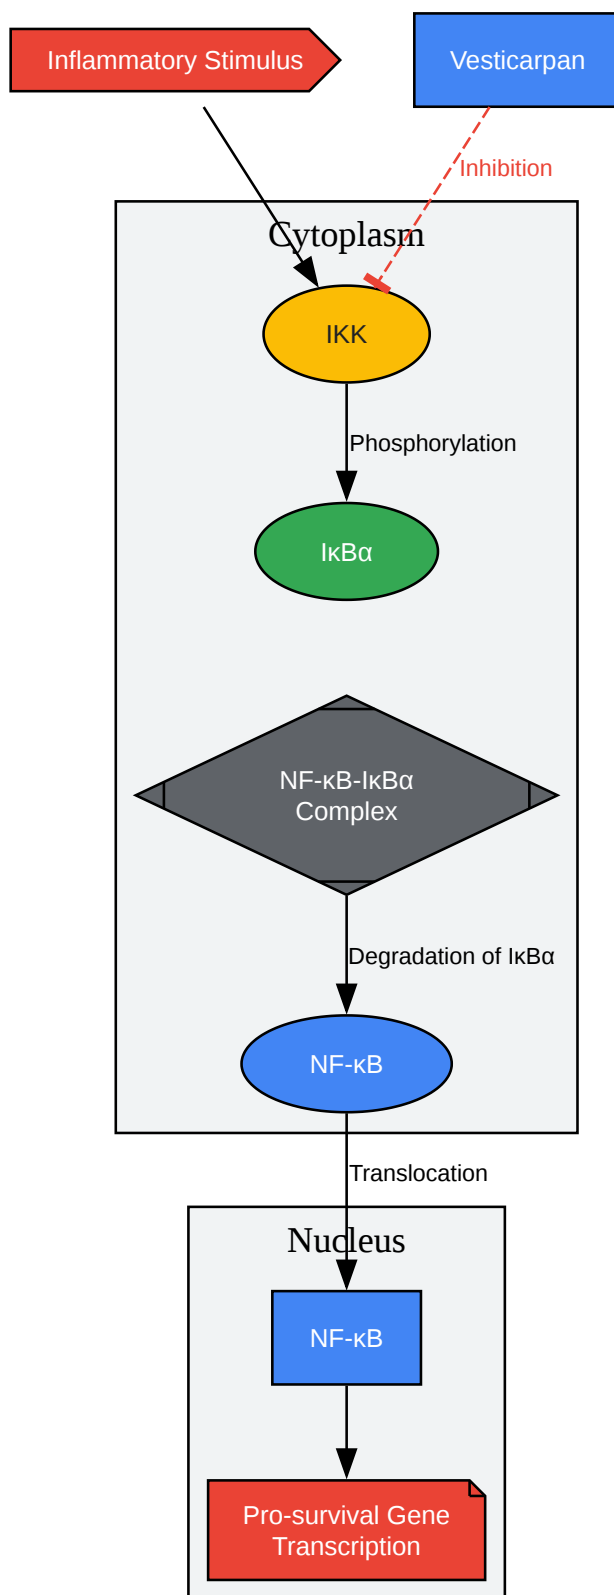 Inflammatory Stimulus
Vesticarpan
Inhibition
Cytoplasm
IKK
Phosphorylation
IκBα
NF-κB-IκBα
Complex
Degradation of IκBα
NF-κB
Translocation
Nucleus
NF-κB
Pro-survival Gene
Transcription